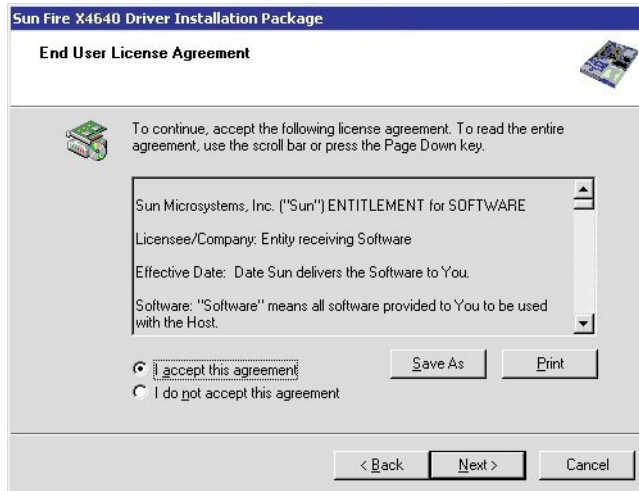 Sun Fire X4640 Driver Installation Package
End User License Agreement
To continue, accept the following license agreement. To read the entire
agreement, use the scroll bar or press the Page Down key.
Sun Microsystems, Inc. ("Sun") ENTITLEMENT for SOFTWARE
Licensee/Company: Entity receiving Software
Effective Date: Date Sun delivers the Software to You.
Software: "Software" means all software provided to You to be used
with the Host.
I accept this agreement
Save As
Print
I do not accept this agreement
< Back
Next >
Cancel